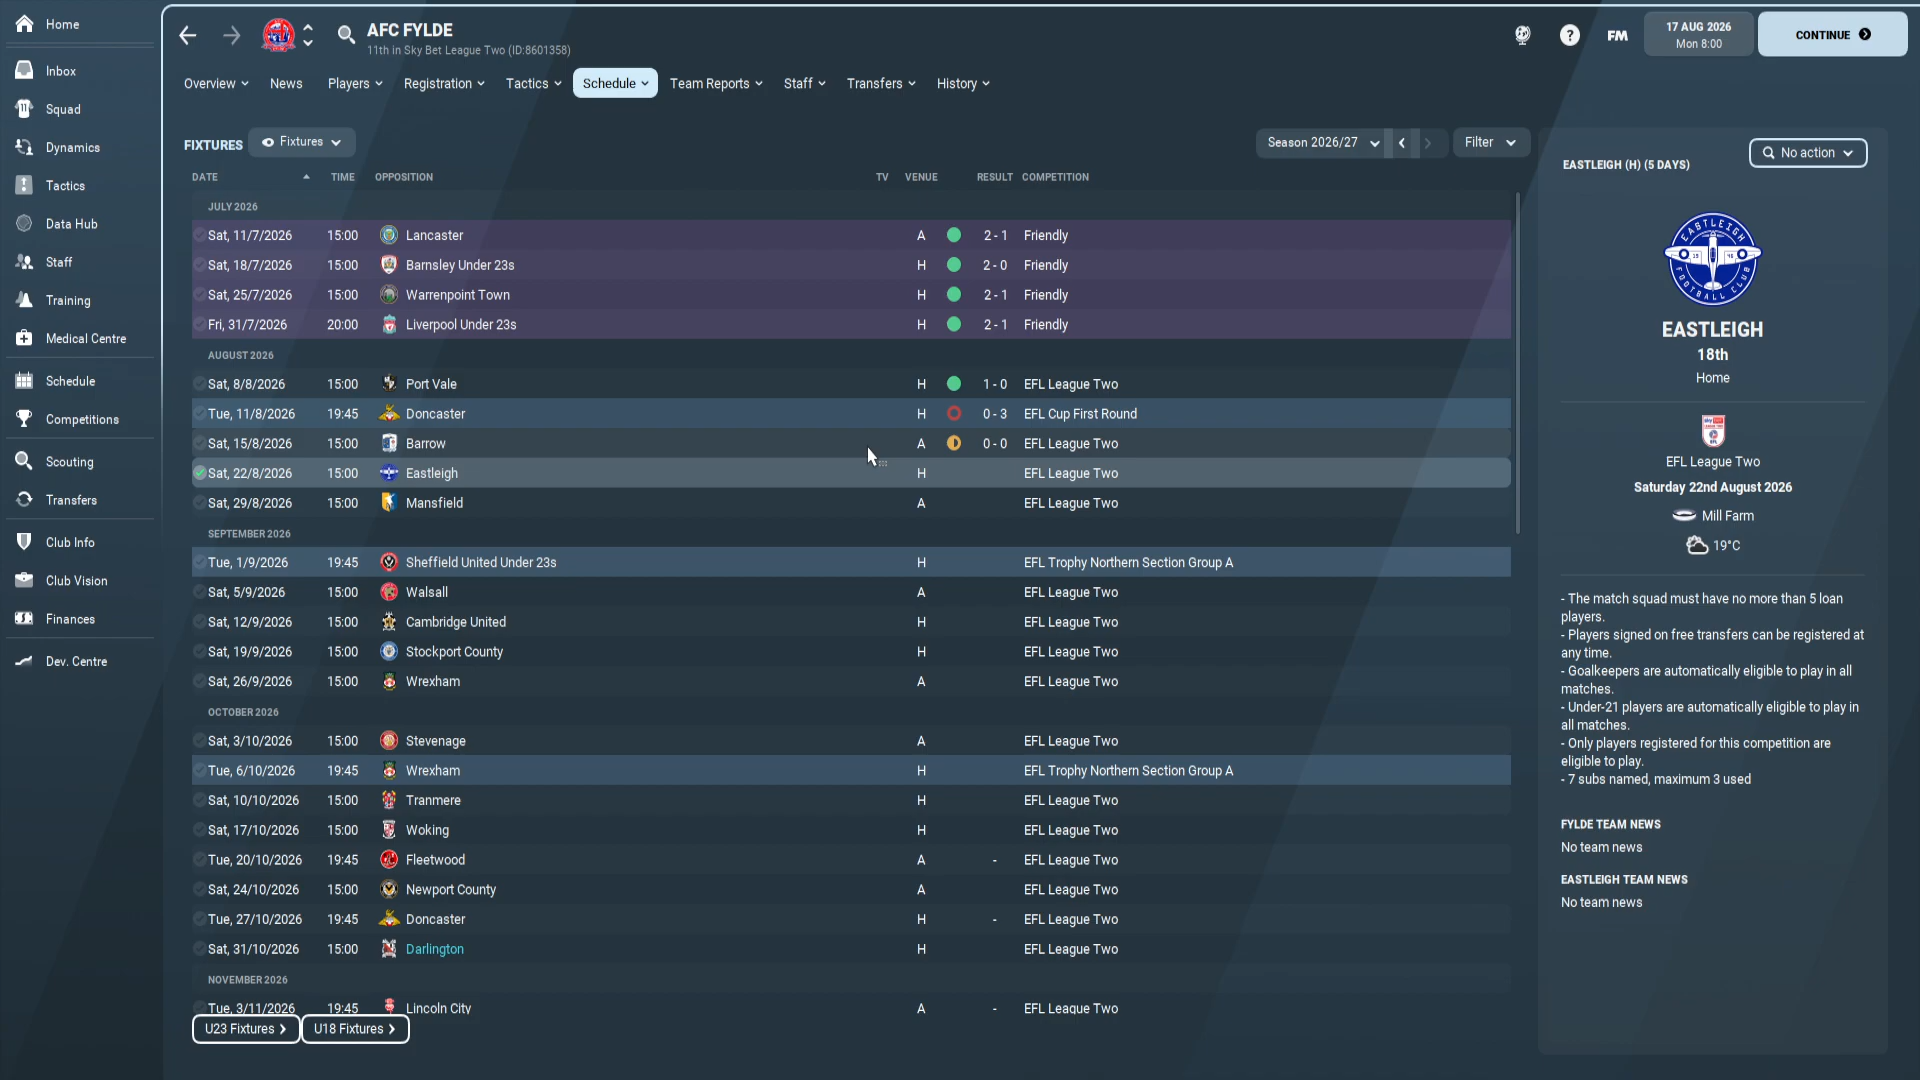 Home
Inbox
Squad
Dynamics
Tactics
Data Hub
Staff
Training
Medical Centre
Schedule
Competitions
Scouting
Transfers
Club Info
Club Vision
Finances
Dev. Centre
AFC FYLDE
11th in Sky Bet League Two (ID:8601358)
FM
17 AUG 2026
Mon 8:00
CONTINUE
Overview News Players Registration Tactics Schedule Team Reports Staff Transfers History
FIXTURES Fixtures Season 2026/27 Filter
DATE TIME OPPOSITION TV VENUE RESULT COMPETITION
JULY 2026
Sat, 11/7/2026 15:00 Lancaster A 2 - 1 Friendly
Sat, 18/7/2026 15:00 Barnsley Under 23s H 2 - 0 Friendly
Sat, 25/7/2026 15:00 Warrenpoint Town H 2 - 1 Friendly
Fri, 31/7/2026 20:00 Liverpool Under 23s H 2 - 1 Friendly
AUGUST 2026
Sat, 8/8/2026 15:00 Port Vale H 1 - 0 EFL League Two
Tue, 11/8/2026 19:45 Doncaster H 0 - 3 EFL Cup First Round
Sat, 15/8/2026 15:00 Barrow A 0 - 0 EFL League Two
Sat, 22/8/2026 15:00 Eastleigh H EFL League Two
Sat, 29/8/2026 15:00 Mansfield A EFL League Two
SEPTEMBER 2026
Tue, 1/9/2026 19:45 Sheffield United Under 23s H EFL Trophy Northern Section Group A
Sat, 5/9/2026 15:00 Walsall A EFL League Two
Sat, 12/9/2026 15:00 Cambridge United H EFL League Two
Sat, 19/9/2026 15:00 Stockport County H EFL League Two
Sat, 26/9/2026 15:00 Wrexham A EFL League Two
OCTOBER 2026
Sat, 3/10/2026 15:00 Stevenage A EFL League Two
Tue, 6/10/2026 19:45 Wrexham H EFL Trophy Northern Section Group A
Sat, 10/10/2026 15:00 Tranmere H EFL League Two
Sat, 17/10/2026 15:00 Woking H EFL League Two
Tue, 20/10/2026 19:45 Fleetwood A - EFL League Two
Sat, 24/10/2026 15:00 Newport County A EFL League Two
Tue, 27/10/2026 19:45 Doncaster H - EFL League Two
Sat, 31/10/2026 15:00 Darlington H EFL League Two
NOVEMBER 2026
Tue, 3/11/2026 19:45 Lincoln City A - EFL League Two
U23 Fixtures U18 Fixtures
EASTLEIGH (H) (5 DAYS)
No action
EASTLEIGH
FOOTBALL CLUB
EASTLEIGH
18th
Home
EFL League Two
Saturday 22nd August 2026
Mill Farm
19°C
- The match squad must have no more than 5 loan
players.
- Players signed on free transfers can be registered at
any time.
- Goalkeepers are automatically eligible to play in all
matches.
- Under-21 players are automatically eligible to play in
all matches.
- Only players registered for this competition are
eligible to play.
- 7 subs named, maximum 3 used
FYLDE TEAM NEWS
No team news
EASTLEIGH TEAM NEWS
No team news